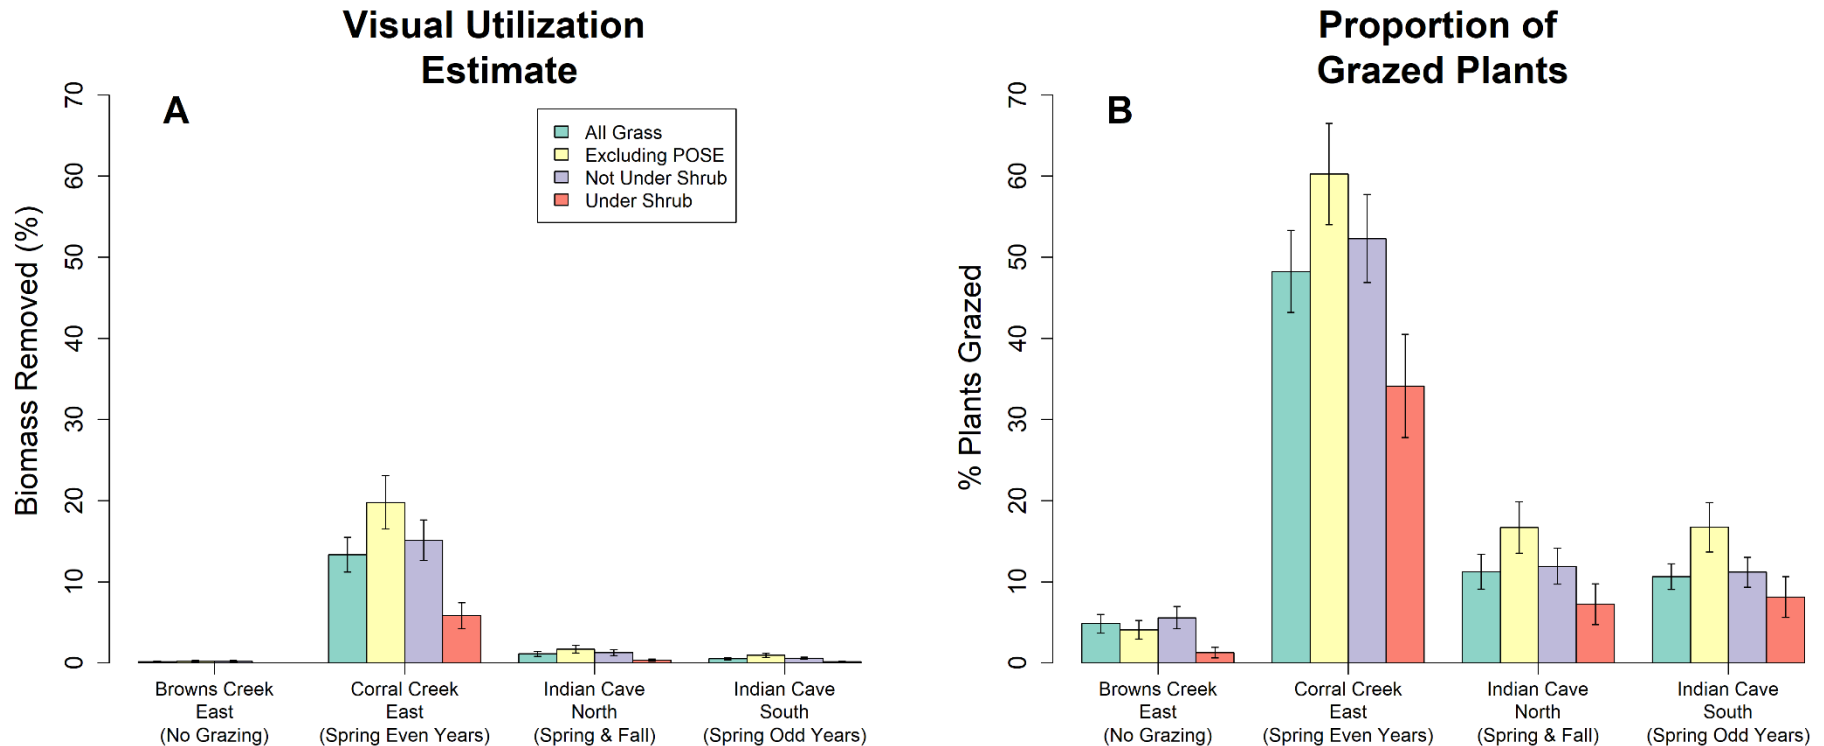 Visual Utilization
Estimate
A
Biomass Removed (%)
70
60
50
40
30
20
10
0
All Grass
Excluding POSE
Not Under Shrub
Under Shrub
Browns Creek
East
(No Grazing)
Corral Creek
East
(Spring Even Years)
Indian Cave
North
(Spring & Fall)
Indian Cave
South
(Spring Odd Years)
Proportion of
Grazed Plants
B
% Plants Grazed
70
60
50
40
30
20
10
0
Browns Creek
East
(No Grazing)
Corral Creek
East
(Spring Even Years)
Indian Cave
North
(Spring & Fall)
Indian Cave
South
(Spring Odd Years)